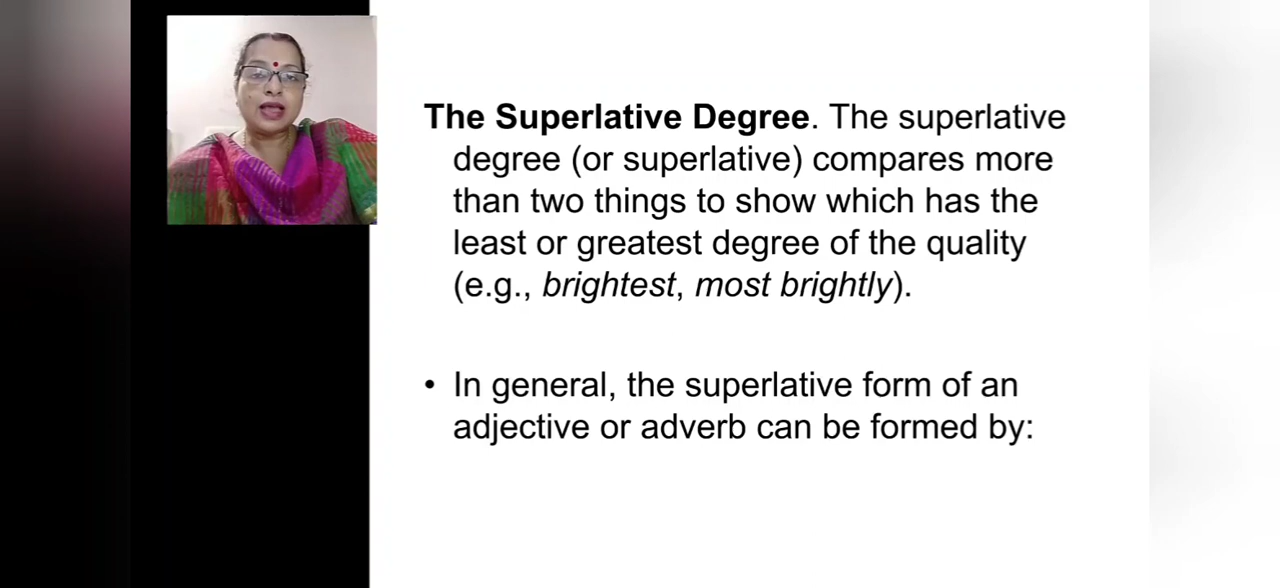 The Superlative Degree. The superlative
degree (or superlative) compares more
than two things to show which has the
least or greatest degree of the quality
(e.g., brightest, most brightly).
• In general, the superlative form of an
adjective or adverb can be formed by: